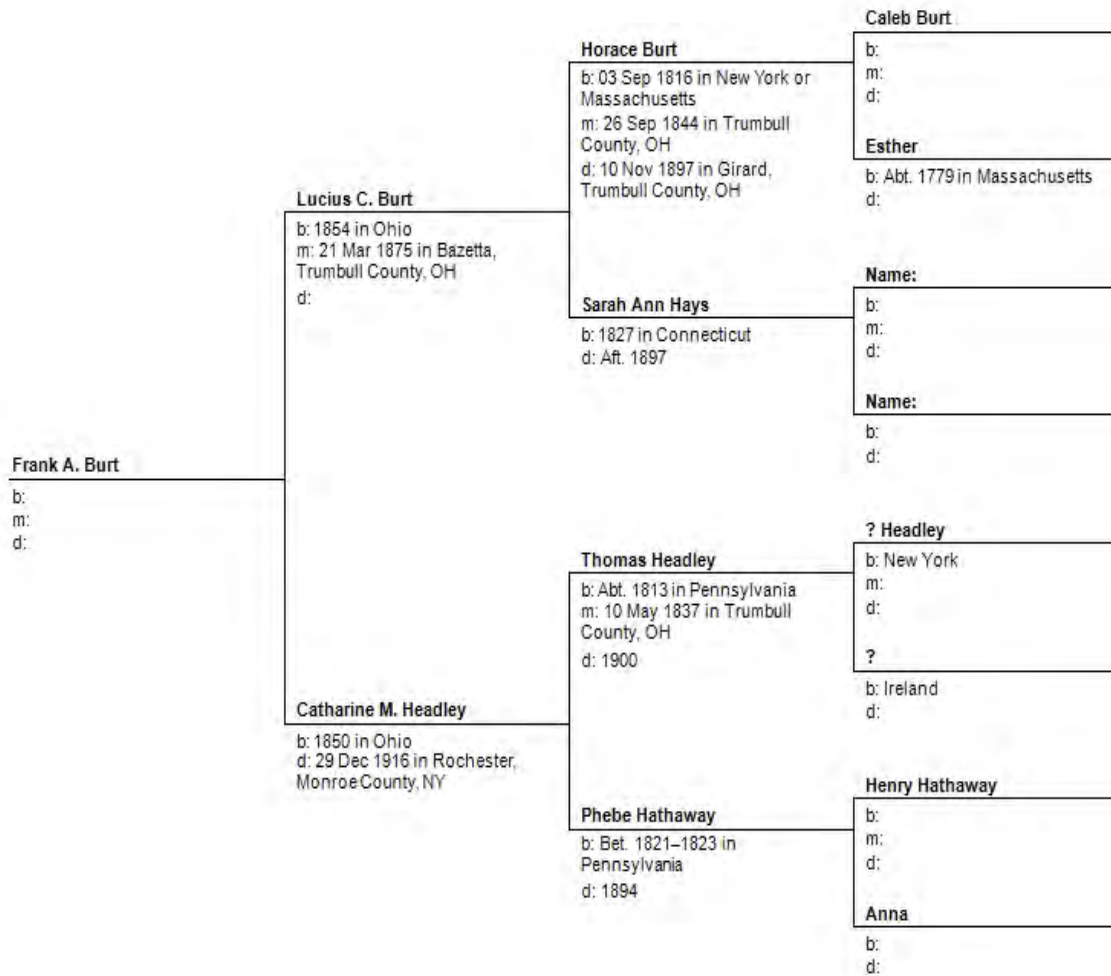 Caleb Burt
b:
m:
d:
Horace Burt
b: 03 Sep 1816 in New York or
Massachusetts
m: 26 Sep 1844 in Trumbull
County, OH
d: 10 Nov 1897 in Girard,
Trumbull County, OH
Esther
b: Abt. 1779 in Massachusetts
d:
Lucius C. Burt
b: 1854 in Ohio
m: 21 Mar 1875 in Bazetta,
Trumbull County, OH
d:
Name:
b:
m:
d:
Sarah Ann Hays
b: 1827 in Connecticut
d: Aft. 1897
Name:
b:
d:
Frank A. Burt
b:
m:
d:
? Headley
b: New York
m:
d:
Thomas Headley
b: Abt. 1813 in Pennsylvania
m: 10 May 1837 in Trumbull
County, OH
d: 1900
?
b: Ireland
d:
Catharine M. Headley
b: 1850 in Ohio
d: 29 Dec 1916 in Rochester,
Monroe County, NY
Henry Hathaway
b:
m:
d:
Phebe Hathaway
b: Bet. 1821–1823 in
Pennsylvania
d: 1894
Anna
b:
d: